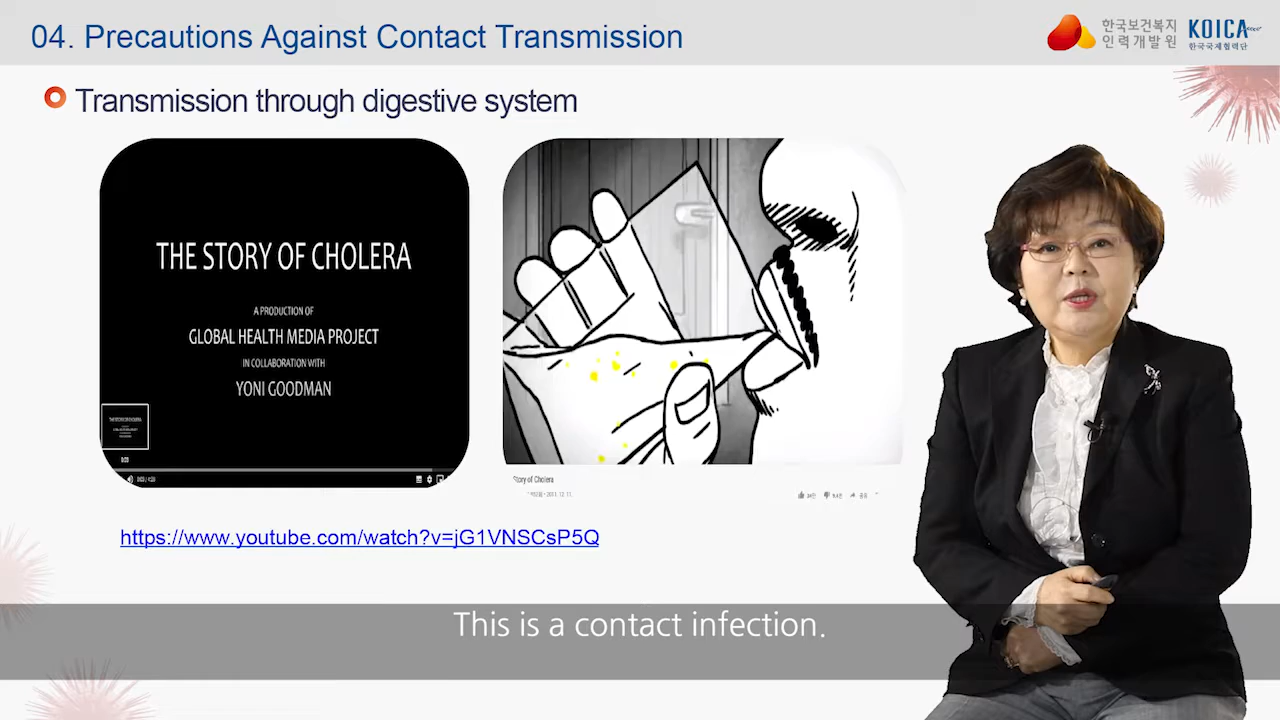 04. Precautions Against Contact Transmission
한국보건복지
인력개발원
KOICA
한국국제협력단
Transmission through digestive system
THE STORY OF CHOLERA
A PRODUCTION OF
GLOBAL HEALTH MEDIA PROJECT
IN COLLABORATION WITH
YONI GOODMAN
Story of Cholera
https://www.youtube.com/watch?v=jG1VNSCsP5Q
This is a contact infection.